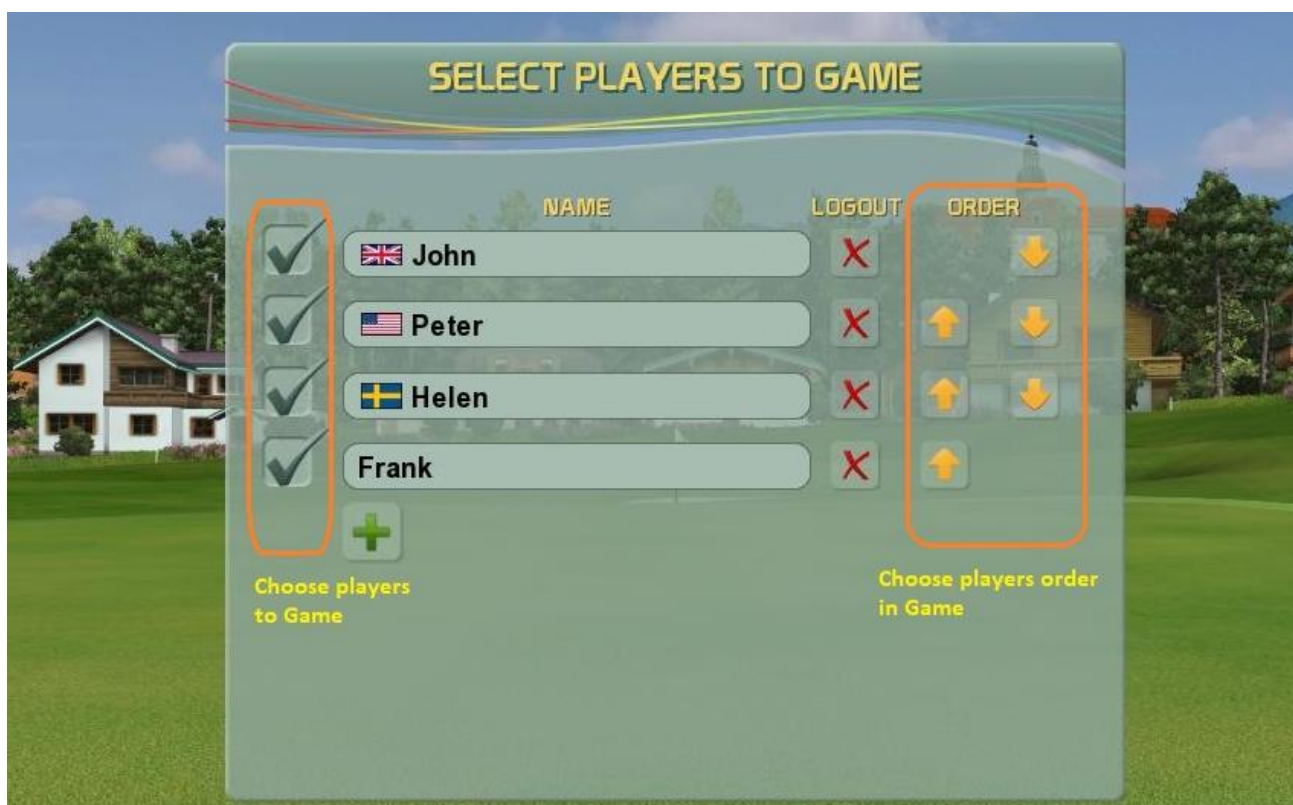 SELECT PLAYERS TO GAME
NAME LOGOUT ORDER
John
Peter
Helen
Frank
Choose players
to Game
Choose players order
in Game